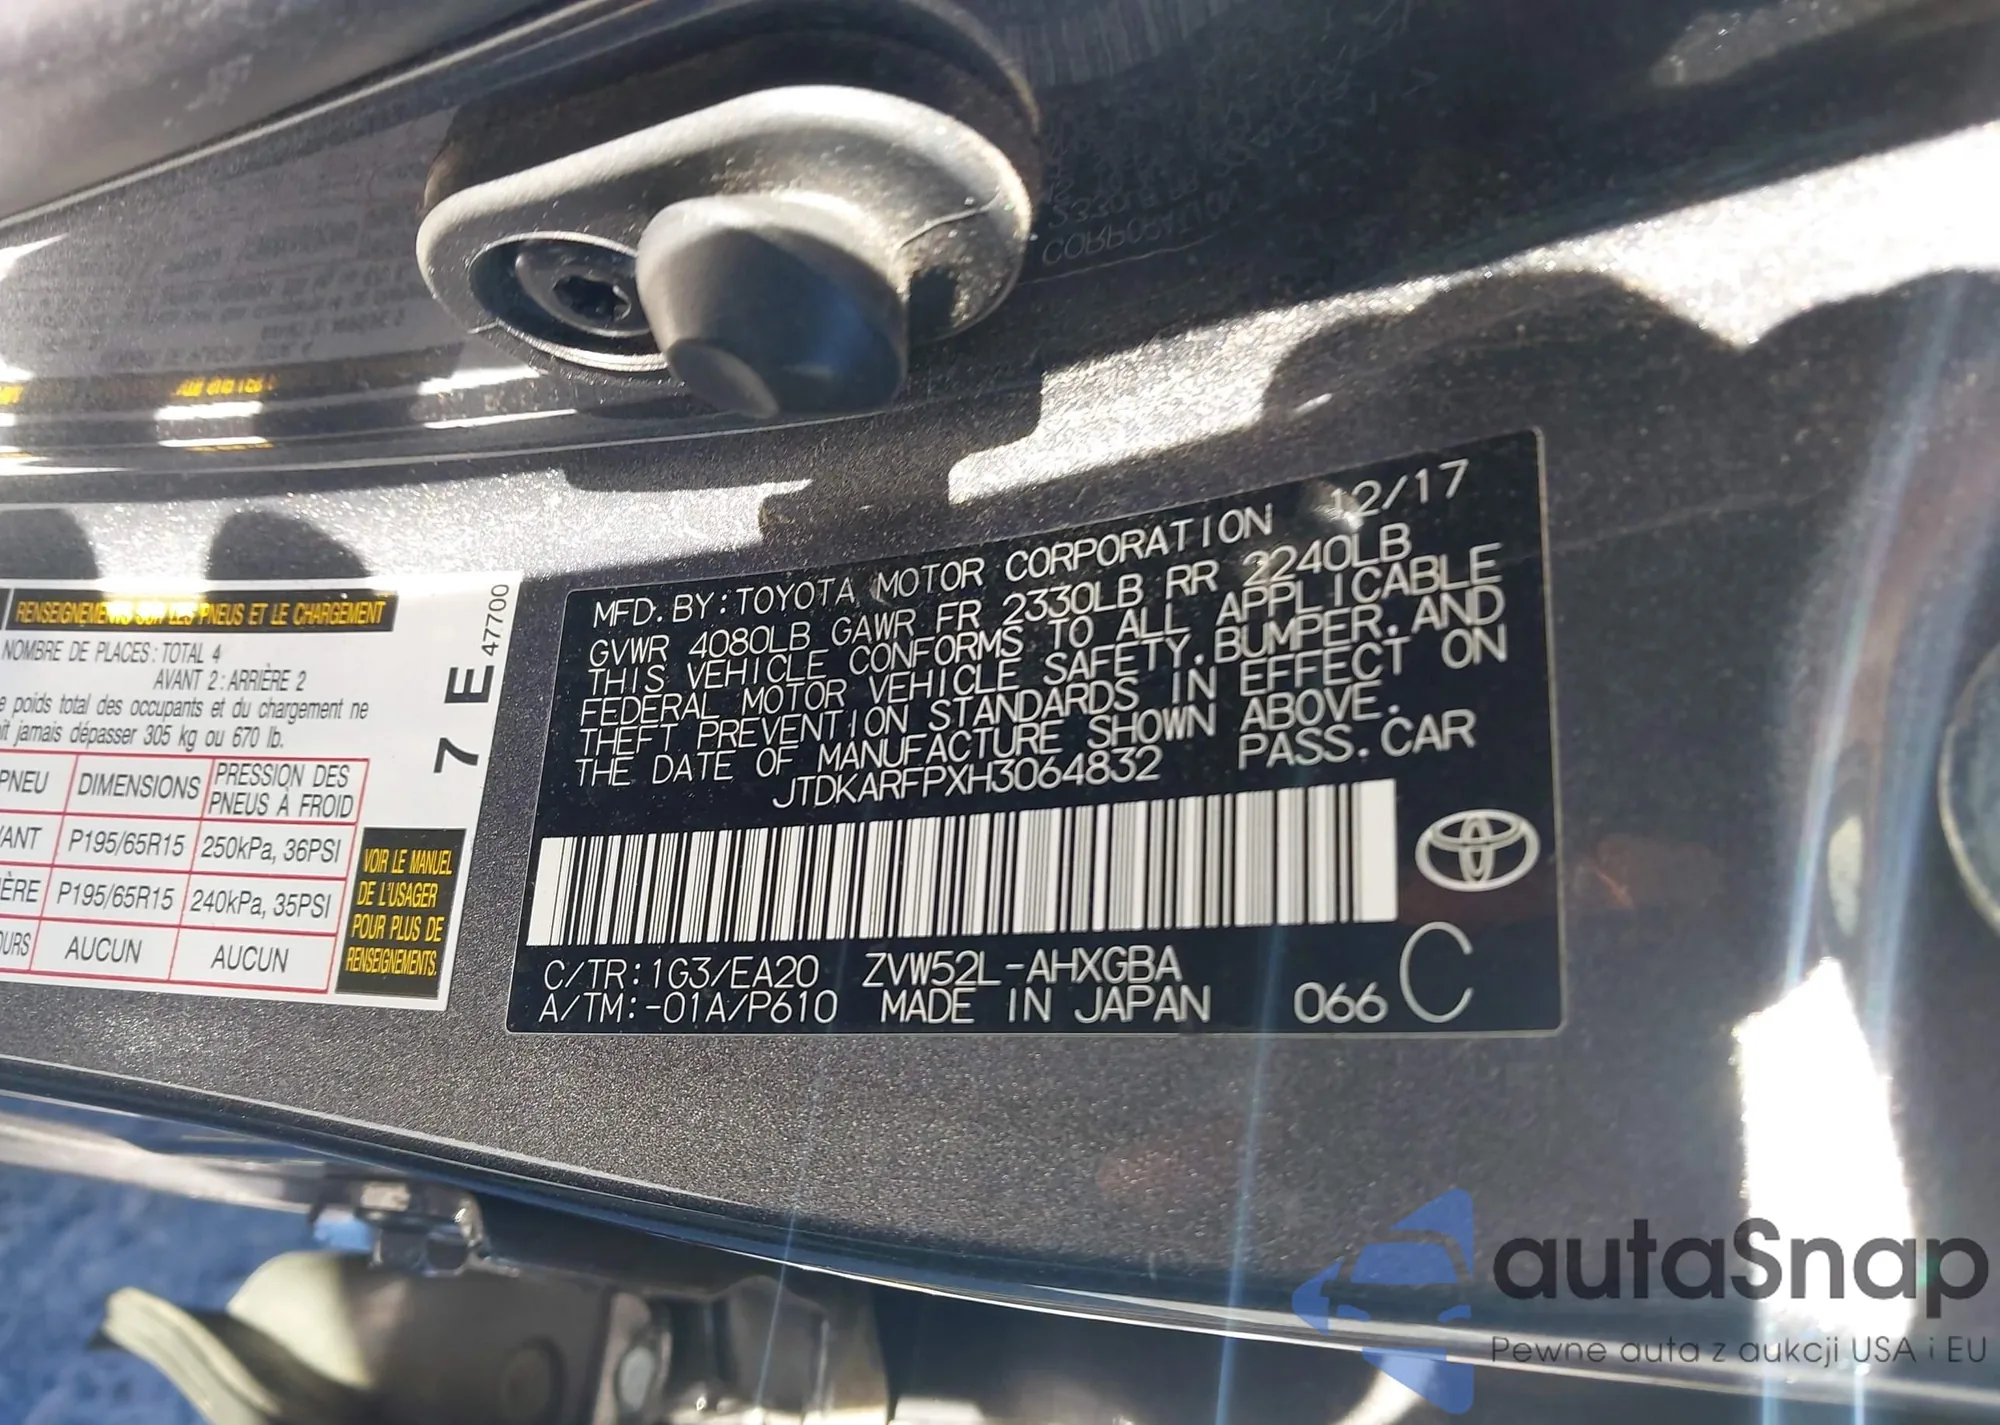 RENSEIGNEMENTS SUR LES PNEUS ET LE CHARGEMENT
NOMBRE DE PLACES : TOTAL 4
AVANT 2 : ARRIÈRE 2
poids total des occupants et du chargement ne
jamais dépasser 305 kg ou 670 lb.
PNEU DIMENSIONS PRESSION DES PNEUS À FROID
P195/65R15 250kPa, 36PSI
P195/65R15 240kPa, 35PSI
AUCUN AUCUN
7 E 47700
VOIR LE MANUEL
DE L'USAGER
POUR PLUS DE
RENSEIGNEMENTS.
MFD. BY: TOYOTA MOTOR CORPORATION 12/17
GVWR 4080LB GAWR FR 2330LB RR 2240LB
THIS VEHICLE CONFORMS TO ALL APPLICABLE
FEDERAL MOTOR VEHICLE SAFETY, BUMPER, AND
THEFT PREVENTION STANDARDS IN EFFECT ON
THE DATE OF MANUFACTURE SHOWN ABOVE.
JTDKARFPXH3064832 PASS. CAR
C/TR: 1G3/EA20 ZVW52L-AHXGBA
A/TM: -01A/P610 MADE IN JAPAN 066 C
autaSnap
Pewne auta z aukcji USA i EU